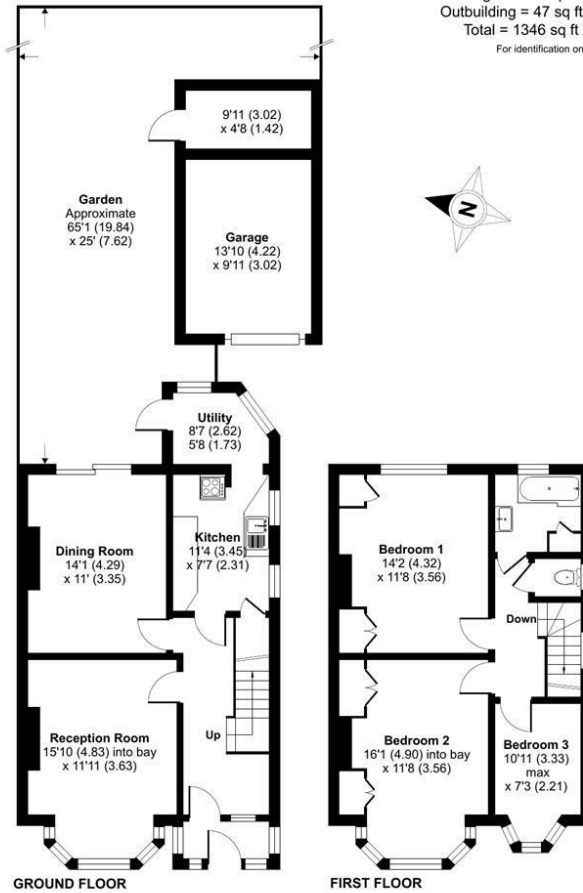 Outbuilding = 47 sq ft
Total = 1346 sq ft
For identification on
9'11 (3.02)
x 4'8 (1.42)
Garden
Approximate
65'1 (19.84)
x 25' (7.62)
Garage
13'10 (4.22)
x 9'11 (3.02)
N
Utility
8'7 (2.62)
5'8 (1.73)
Kitchen
11'4 (3.45)
x 7'7 (2.31)
Dining Room
14'1 (4.29)
x 11' (3.35)
Reception Room
15'10 (4.83) into bay
x 11'11 (3.63)
Up
GROUND FLOOR
Bedroom 1
14'2 (4.32)
x 11'8 (3.56)
Down
Bedroom 2
16'1 (4.90) into bay
x 11'8 (3.56)
Bedroom 3
10'11 (3.33)
max
x 7'3 (2.21)
FIRST FLOOR